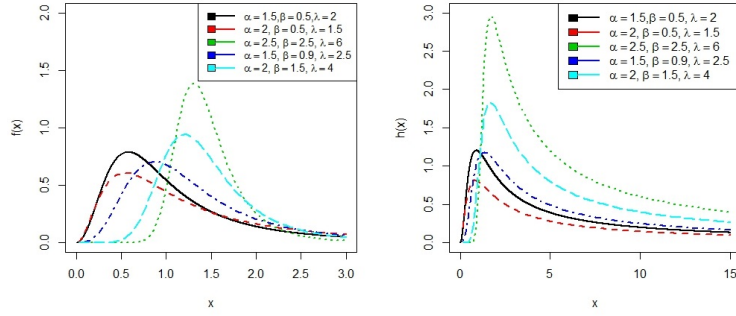 α = 1.5,β = 0.5,λ = 2
α = 2, β = 0.5,λ = 1.5
α = 2.5, β = 2.5, λ = 6
α = 1.5, β = 0.9, λ = 2.5
α = 2, β = 1.5, λ = 4
f(x)
2.0
1.5
1.0
0.5
0.0
0.0 0.5 1.0 1.5 2.0 2.5 3.0
x
α = 1.5,β = 0.5,λ = 2
α = 2, β = 0.5,λ = 1.5
α = 2.5, β = 2.5, λ = 6
α = 1.5, β = 0.9, λ = 2.5
α = 2, β = 1.5, λ = 4
h(x)
3.0
2.5
2.0
1.5
1.0
0.5
0.0
0 5 10 15
x